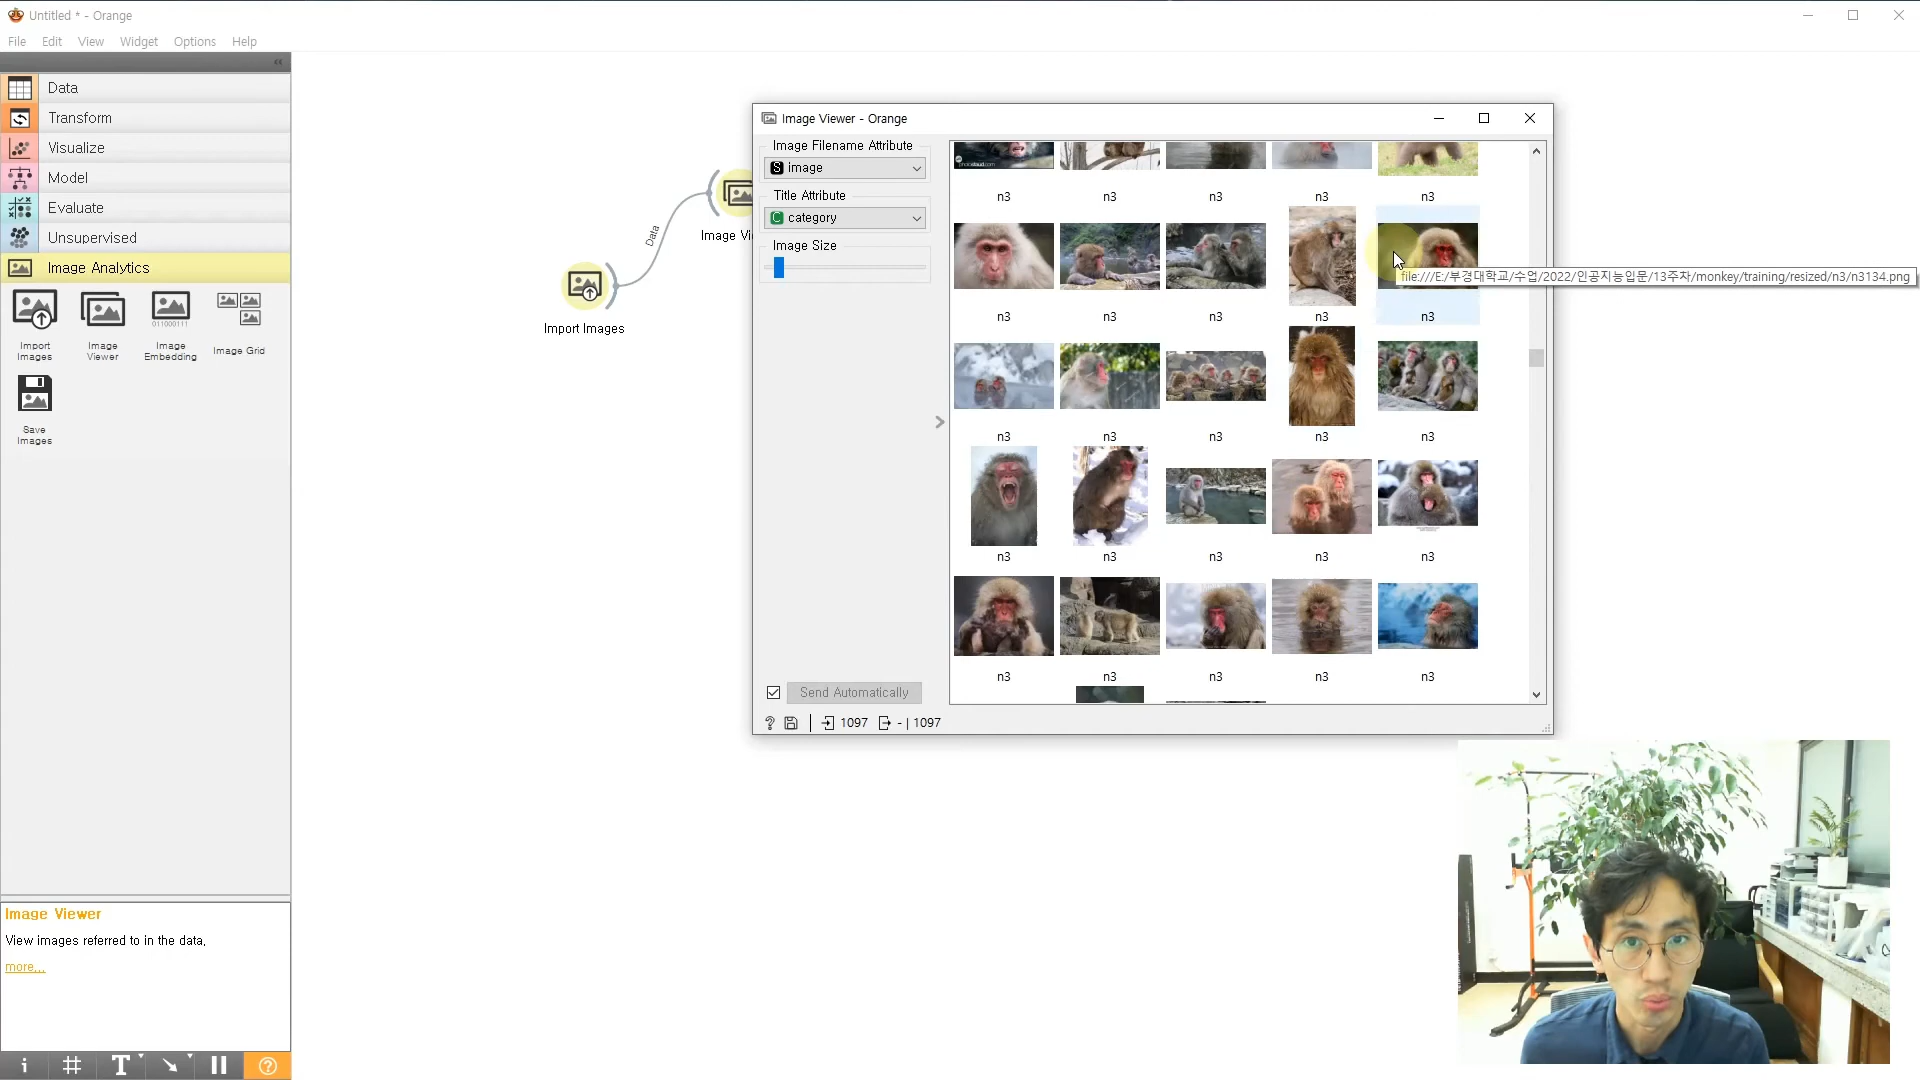 Untitled * - Orange
File Edit View Widget Options Help
Data
Transform
Visualize
Model
Evaluate
Unsupervised
Image Analytics
Import Images
Image Viewer
Image Embedding
Image Grid
Save Images
Image Viewer
View images referred to in the data.
more...
Import Images
Data
Image Vi
Image Viewer - Orange
Image Filename Attribute
image
Title Attribute
category
Image Size
Send Automatically
1097 - | 1097
n3 n3 n3 n3 n3
n3 n3 n3 n3 n3
n3 n3 n3 n3 n3
n3 n3 n3 n3 n3
n3 n3 n3 n3 n3
file:///E:/부경대학교/수업/2022/인공지능입문/13주차/monkey/training/resized/n3/n3134.png